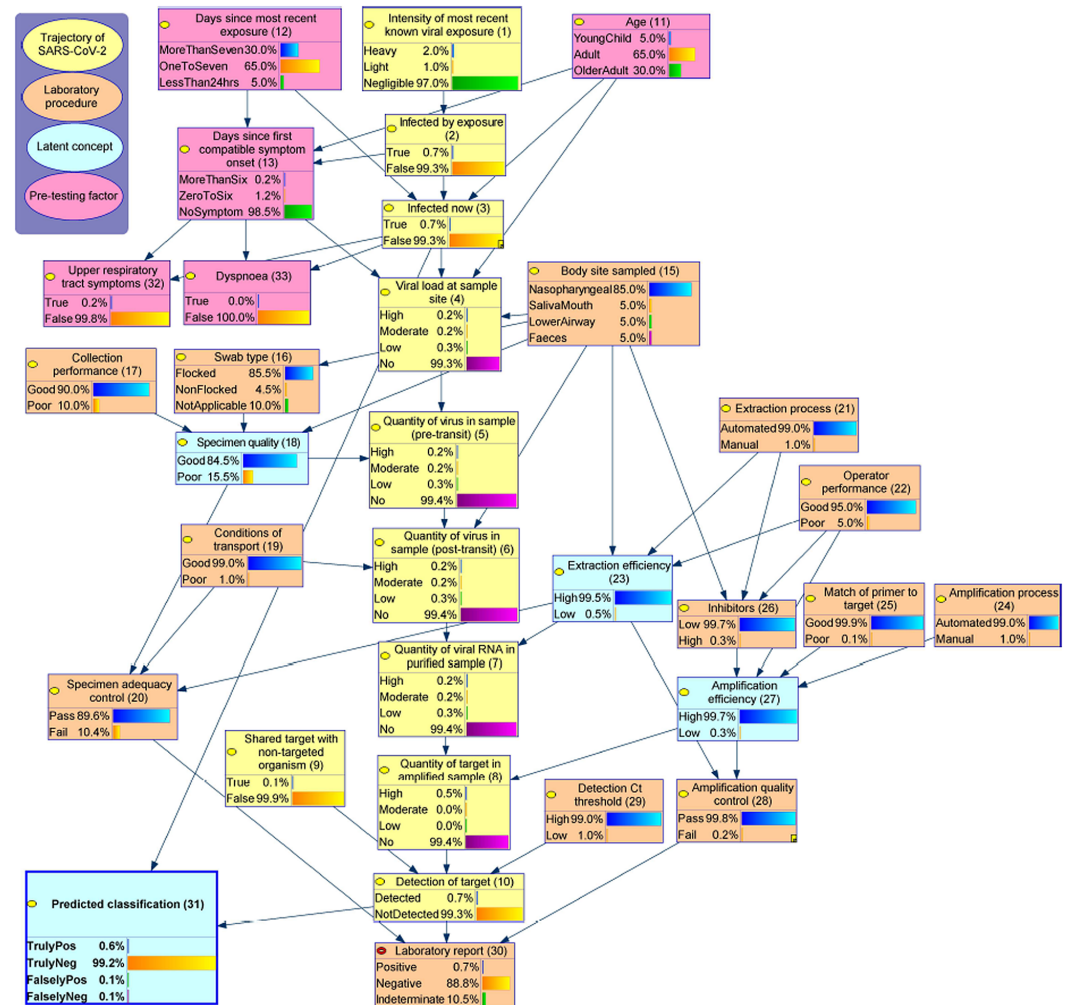 Trajectory of
SARS-CoV-2
Laboratory
procedure
Latent concept
Pre-testing factor
Days since most recent
exposure (12)
MoreThanSeven 30.0%
OneToSeven 65.0%
LessThan24hrs 5.0%
Intensity of most recent
known viral exposure (1)
Heavy 2.0%
Light 1.0%
Negligible 97.0%
Age (11)
YoungChild 5.0%
Adult 65.0%
OlderAdult 30.0%
Days since first
compatible symptom
onset (13)
MoreThanSix 0.2%
ZeroToSix 1.2%
NoSymptom 98.5%
Infected by exposure
(2)
True 0.7%
False 99.3%
Infected now (3)
True 0.7%
False 99.3%
Upper respiratory
tract symptoms (32)
True 0.2%
False 99.8%
Dyspnoea (33)
True 0.0%
False 100.0%
Viral load at sample
site (4)
High 0.2%
Moderate 0.2%
Low 0.3%
No 99.3%
Body site sampled (15)
Nasopharyngeal 85.0%
SalivaMouth 5.0%
LowerAirway 5.0%
Faeces 5.0%
Collection
performance (17)
Good 90.0%
Poor 10.0%
Swab type (16)
Flocked 85.5%
NonFlocked 4.5%
NotApplicable 10.0%
Specimen quality (18)
Good 84.5%
Poor 15.5%
Quantity of virus in sample
(pre-transit) (5)
High 0.2%
Moderate 0.2%
Low 0.3%
No 99.4%
Extraction process (21)
Automated 99.0%
Manual 1.0%
Operator
performance (22)
Good 95.0%
Poor 5.0%
Conditions of
transport (19)
Good 99.0%
Poor 1.0%
Quantity of virus in
sample (post-transit) (6)
High 0.2%
Moderate 0.2%
Low 0.3%
No 99.4%
Extraction efficiency
(23)
High 99.5%
Low 0.5%
Inhibitors (26)
Low 99.7%
High 0.3%
Match of primer to
target (25)
Good 99.9%
Poor 0.1%
Amplification process
(24)
Automated 99.0%
Manual 1.0%
Quantity of viral RNA in
purified sample (7)
High 0.2%
Moderate 0.2%
Low 0.3%
No 99.4%
Specimen adequacy
control (20)
Pass 89.6%
Fail 10.4%
Amplification
efficiency (27)
High 99.7%
Low 0.3%
Shared target with
non-targeted
organism (9)
True 0.1%
False 99.9%
Quantity of target in
amplified sample (8)
High 0.5%
Moderate 0.0%
Low 0.0%
No 99.4%
Detection Ct
threshold (29)
High 99.0%
Low 1.0%
Amplification quality
control (28)
Pass 99.8%
Fail 0.2%
Predicted classification (31)
TrulyPos 0.6%
TrulyNeg 99.2%
FalselyPos 0.1%
FalselyNeg 0.1%
Detection of target (10)
Detected 0.7%
NotDetected 99.3%
Laboratory report (30)
Positive 0.7%
Negative 88.8%
Indeterminate 10.5%